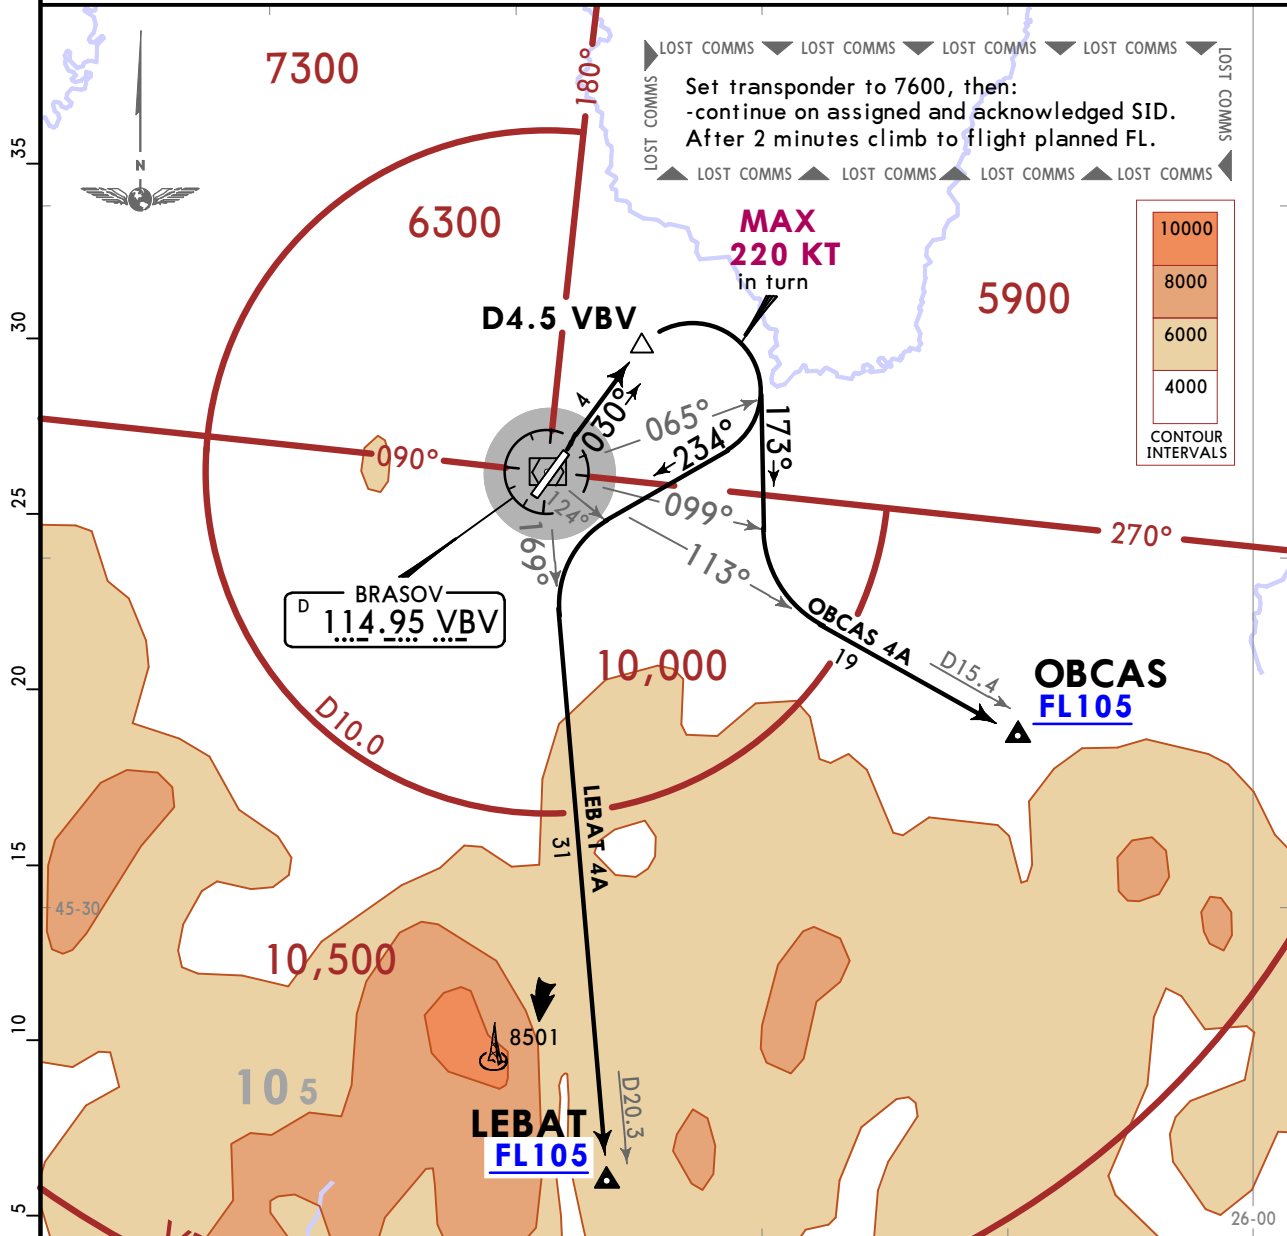 7300
180°
LOST COMMS LOST COMMS LOST COMMS LOST COMMS
LOST COMMS
LOST COMMS
Set transponder to 7600, then:
-continue on assigned and acknowledged SID.
After 2 minutes climb to flight planned FL.
LOST COMMS LOST COMMS LOST COMMS LOST COMMS
35
N
6300
MAX
220 KT
in turn
5900
10000
8000
6000
4000
CONTOUR
INTERVALS
30
D4.5 VBV
4
030°
065°
234°
173°
090°
270°
25
124°
099°
169°
113°
BRASOV
D 114.95 VBV
OBCAS 4A
19
D15.4
10,000
OBCAS
FL105
20
D10.0
LEBAT 4A
31
15
45-30
10,500
10
8501
105
D20.3
LEBAT
FL105
5
26-00